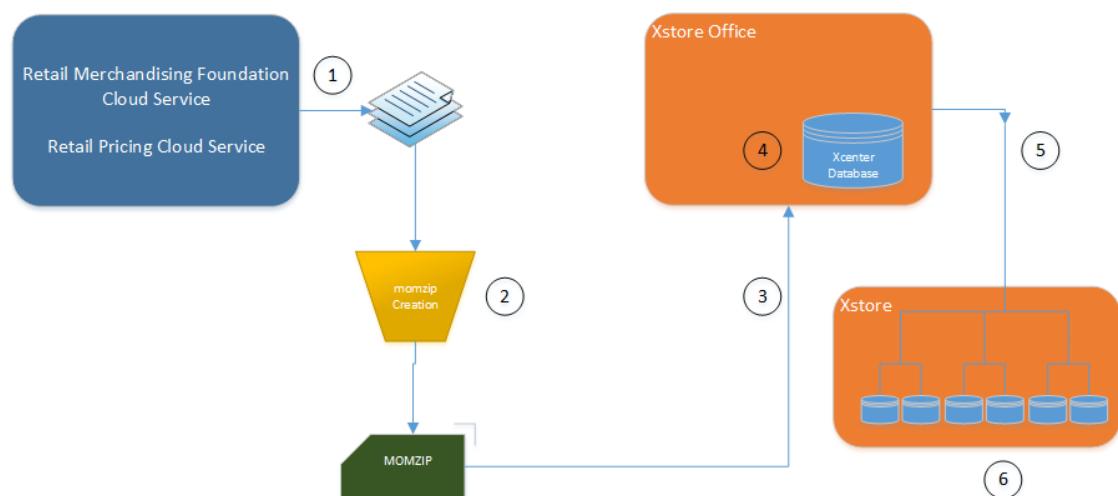 Retail Merchandising Foundation
Cloud Service
Retail Pricing Cloud Service
1
momzip
Creation
2
MOMZIP
3
Xstore Office
4
Xcenter
Database
5
Xstore
6